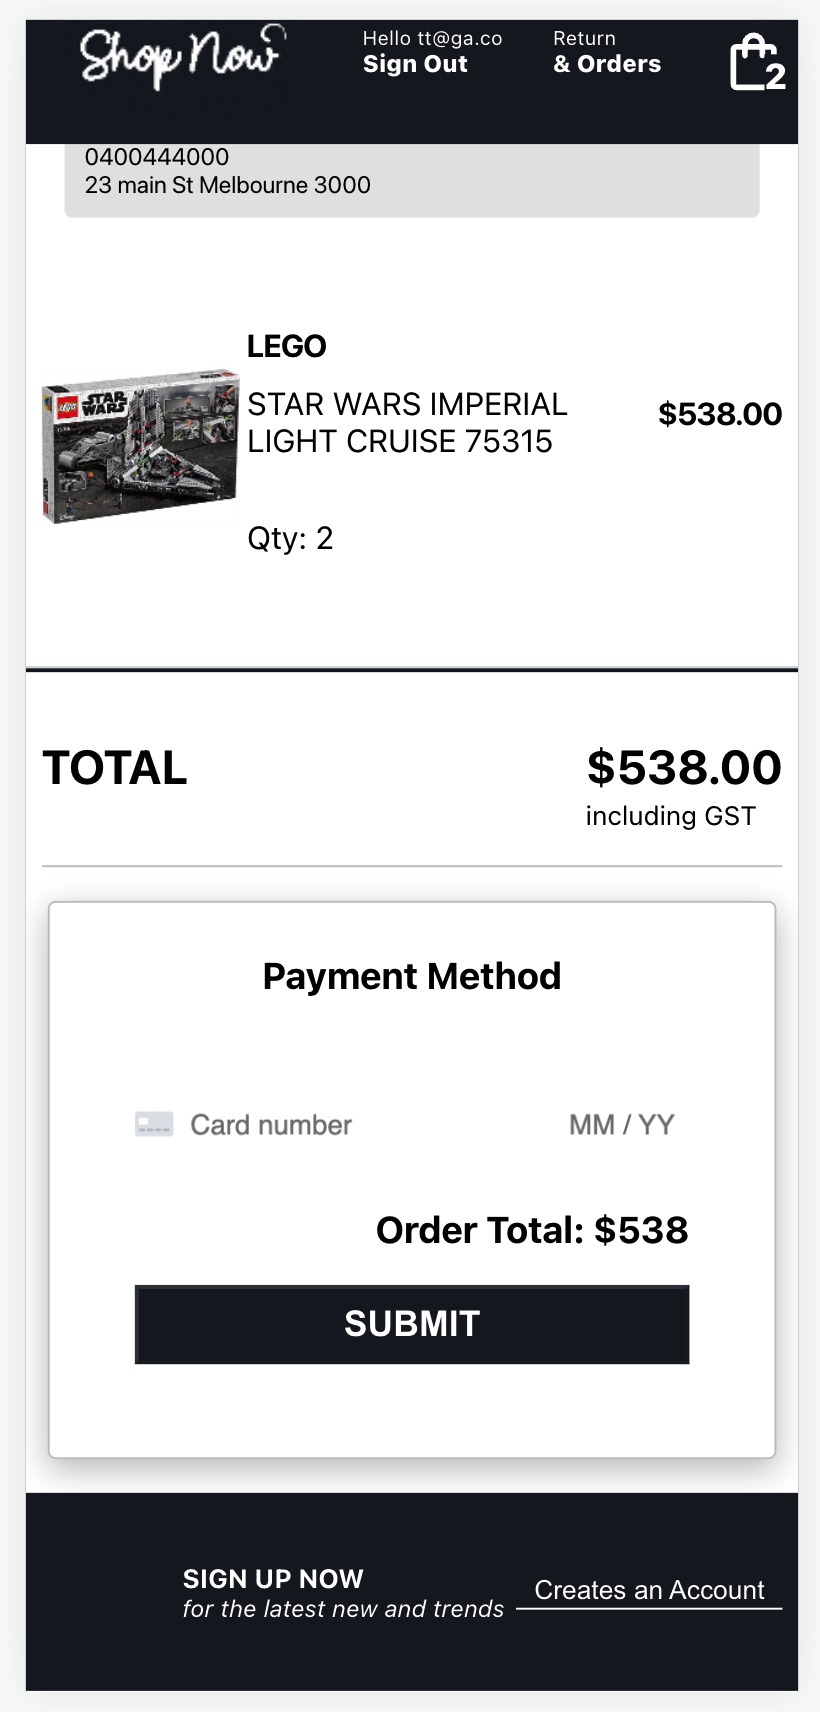 Shop Now
Hello tt@ga.co
Sign Out
Return
& Orders
2
0400444000
23 main St Melbourne 3000
LEGO
STAR WARS IMPERIAL
LIGHT CRUISE 75315
$538.00
LEGO
STAR
WARS
Qty: 2
TOTAL
$538.00
including GST
Payment Method
Card number
MM / YY
Order Total: $538
SUBMIT
SIGN UP NOW
for the latest new and trends
Creates an Account